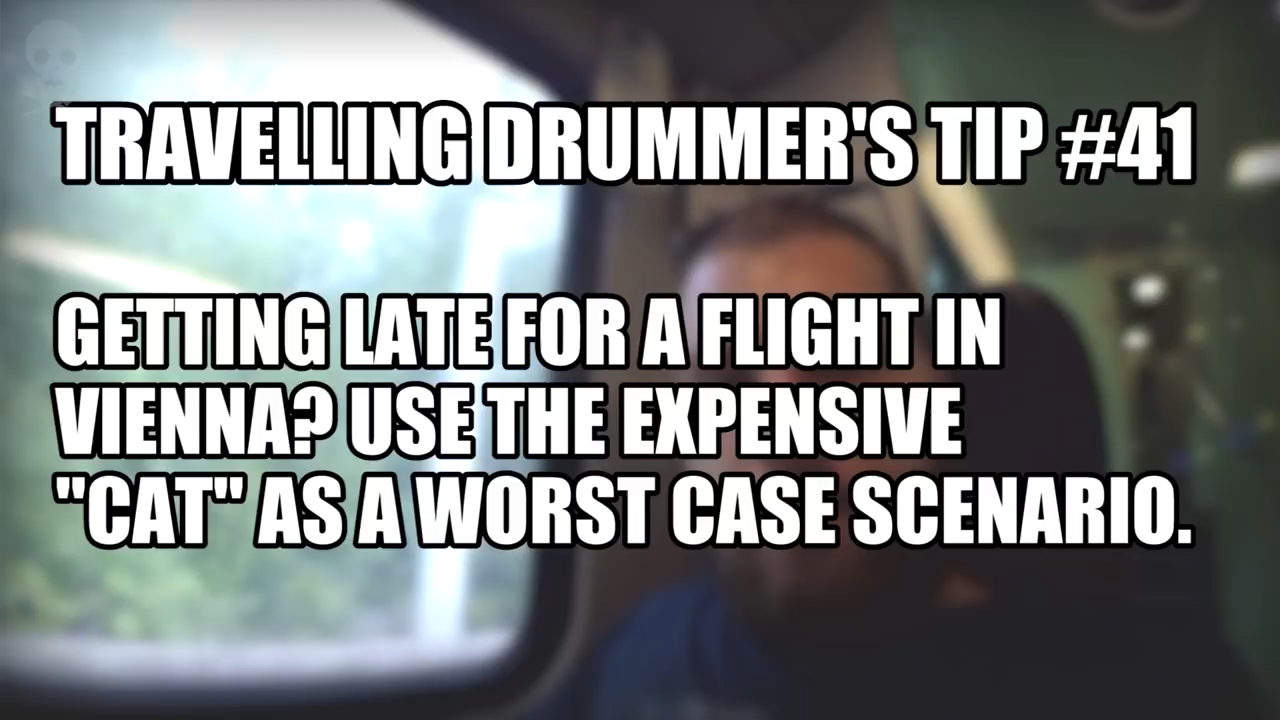 TRAVELLING DRUMMER'S TIP #41
GETTING LATE FOR A FLIGHT IN
VIENNA? USE THE EXPENSIVE
"CAT" AS A WORST CASE SCENARIO.